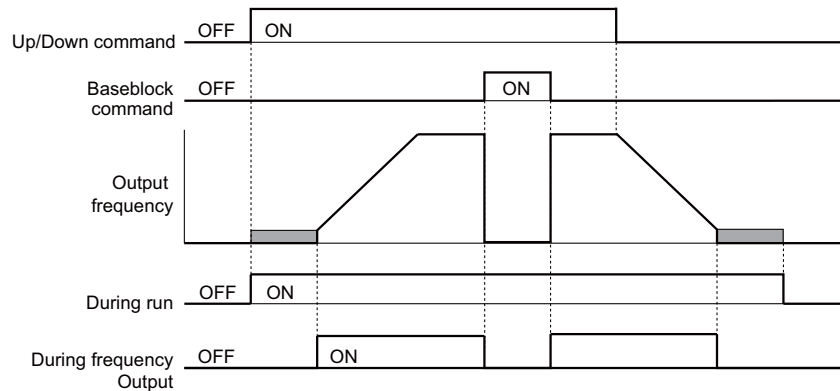 Up/Down command OFF ON
Baseblock
command
OFF ON
Output
frequency
During run OFF ON
During frequency
Output
OFF ON